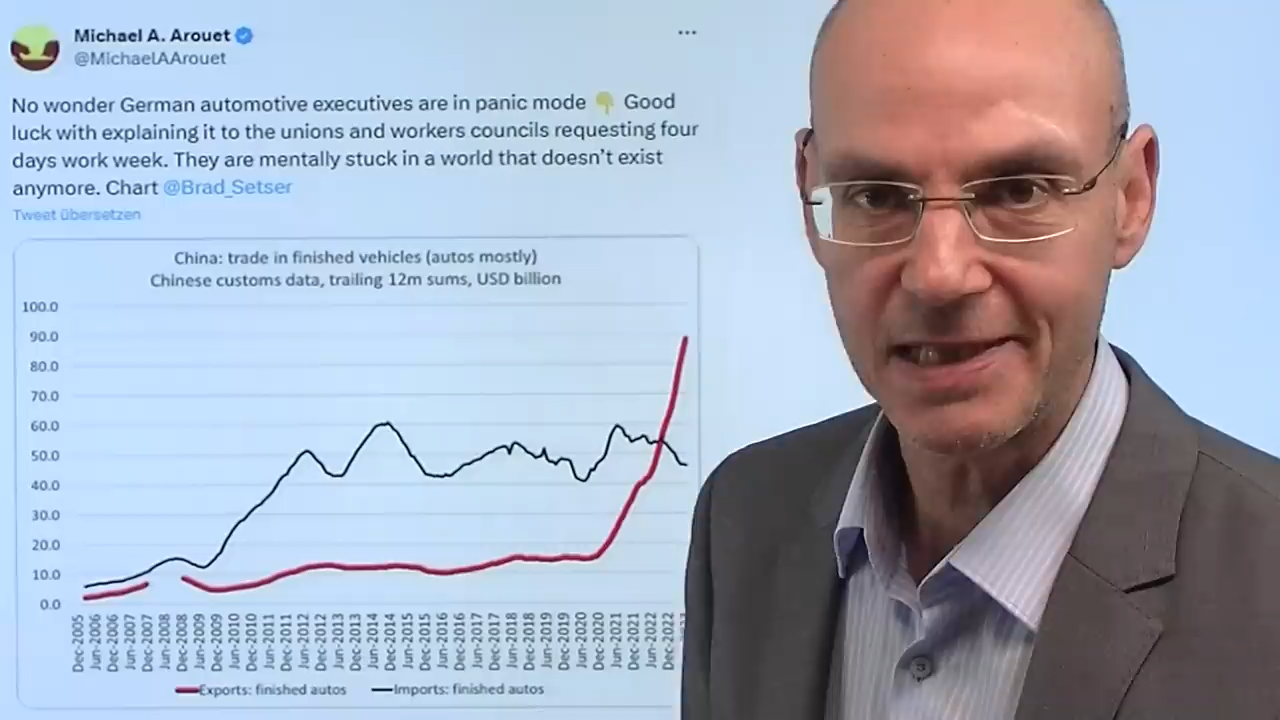 Michael A. Arouet
@MichaelAArouet
No wonder German automotive executives are in panic mode 👇 Good
luck with explaining it to the unions and workers councils requesting four
days work week. They are mentally stuck in a world that doesn't exist
anymore. Chart @Brad_Setser
Tweet übersetzen
China: trade in finished vehicles (autos mostly)
Chinese customs data, trailing 12m sums, USD billion
100.0
90.0
80.0
70.0
60.0
50.0
40.0
30.0
20.0
10.0
0.0
Dec-2005
Jun-2006
Dec-2006
Jun-2007
Dec-2007
Jun-2008
Dec-2008
Jun-2009
Dec-2009
Jun-2010
Dec-2010
Jun-2011
Dec-2011
Jun-2012
Dec-2012
Jun-2013
Dec-2013
Jun-2014
Dec-2014
Jun-2015
Dec-2015
Jun-2016
Dec-2016
Jun-2017
Dec-2017
Jun-2018
Dec-2018
Jun-2019
Dec-2019
Jun-2020
Dec-2020
Jun-2021
Dec-2021
Jun-2022
Dec-2022
Exports: finished autos
Imports: finished autos